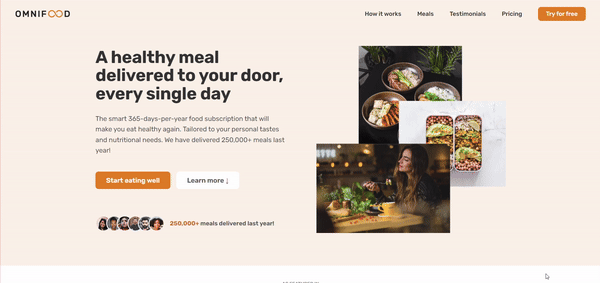 OMNIFOOD
How it works
Meals
Testimonials
Pricing
Try for free
A healthy meal
delivered to your door,
every single day
The smart 365-days-per-year food subscription that will
make you eat healthy again. Tailored to your personal tastes
and nutritional needs. We have delivered 250,000+ meals last
year!
Start eating well
Learn more ↓
250,000+ meals delivered last year!